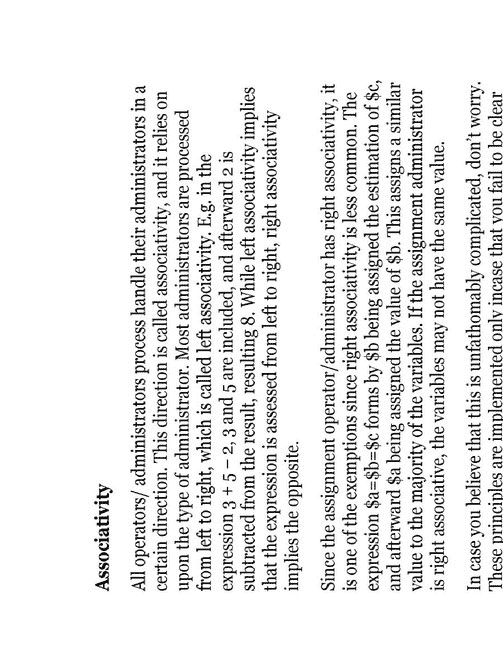 Associativity
All operators/ administrators process handle their administrators in a
certain direction. This direction is called associativity, and it relies on
upon the type of administrator. Most administrators are processed
from left to right, which is called left associativity. E.g. in the
expression 3 + 5 – 2, 3 and 5 are included, and afterward 2 is
subtracted from the result, resulting 8. While left associativity implies
that the expression is assessed from left to right, right associativity
implies the opposite.
Since the assignment operator/administrator has right associativity, it
is one of the exemptions since right associativity is less common. The
expression $a=$b=$c forms by $b being assigned the estimation of $c,
and afterward $a being assigned the value of $b. This assigns a similar
value to the majority of the variables. If the assignment administrator
is right associative, the variables may not have the same value.
In case you believe that this is unfathomably complicated, don't worry.
These principles are implemented only incase that you fail to be clear